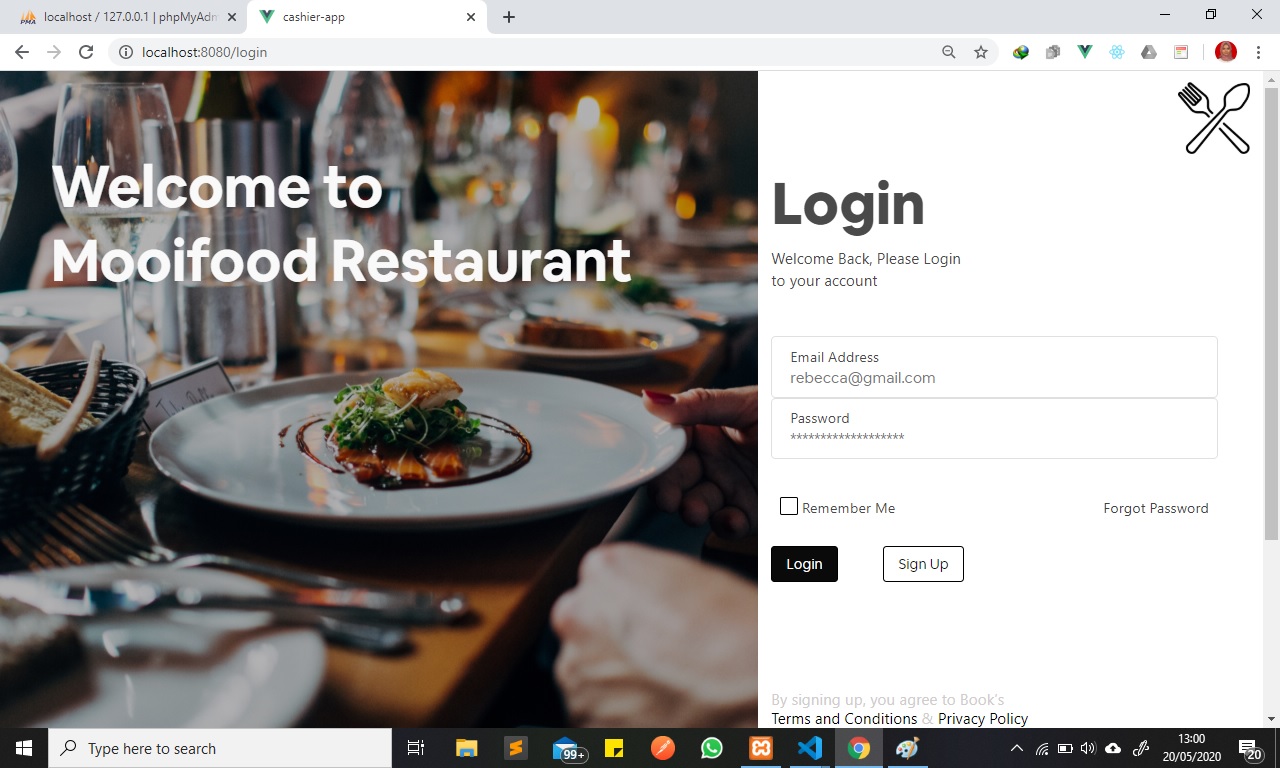 localhost / 127.0.0.1 | phpMyAdm
cashier-app
localhost:8080/login
Welcome to
Mooifood Restaurant
Login
Welcome Back, Please Login
to your account
Email Address
rebecca@gmail.com
Password
*******************
Remember Me
Forgot Password
Login
Sign Up
By signing up, you agree to Book's
Terms and Conditions & Privacy Policy
Type here to search
99+
13:00
20/05/2020
20